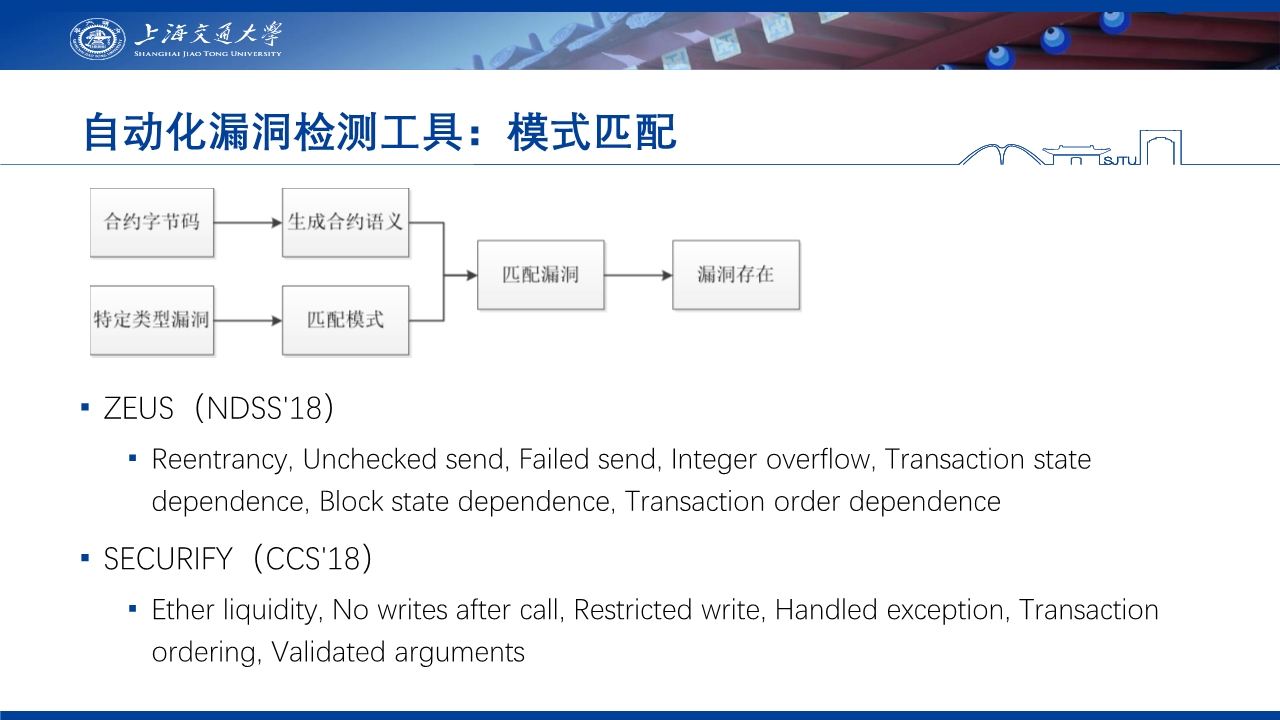 上海交通大学
SHANGHAI JIAO TONG UNIVERSITY
自动化漏洞检测工具：模式匹配
SJTU
合约字节码
生成合约语义
特定类型漏洞
匹配模式
匹配漏洞
漏洞存在
▪ ZEUS（NDSS'18）
▪ Reentrancy, Unchecked send, Failed send, Integer overflow, Transaction state
dependence, Block state dependence, Transaction order dependence
▪ SECURIFY（CCS'18）
▪ Ether liquidity, No writes after call, Restricted write, Handled exception, Transaction
ordering, Validated arguments